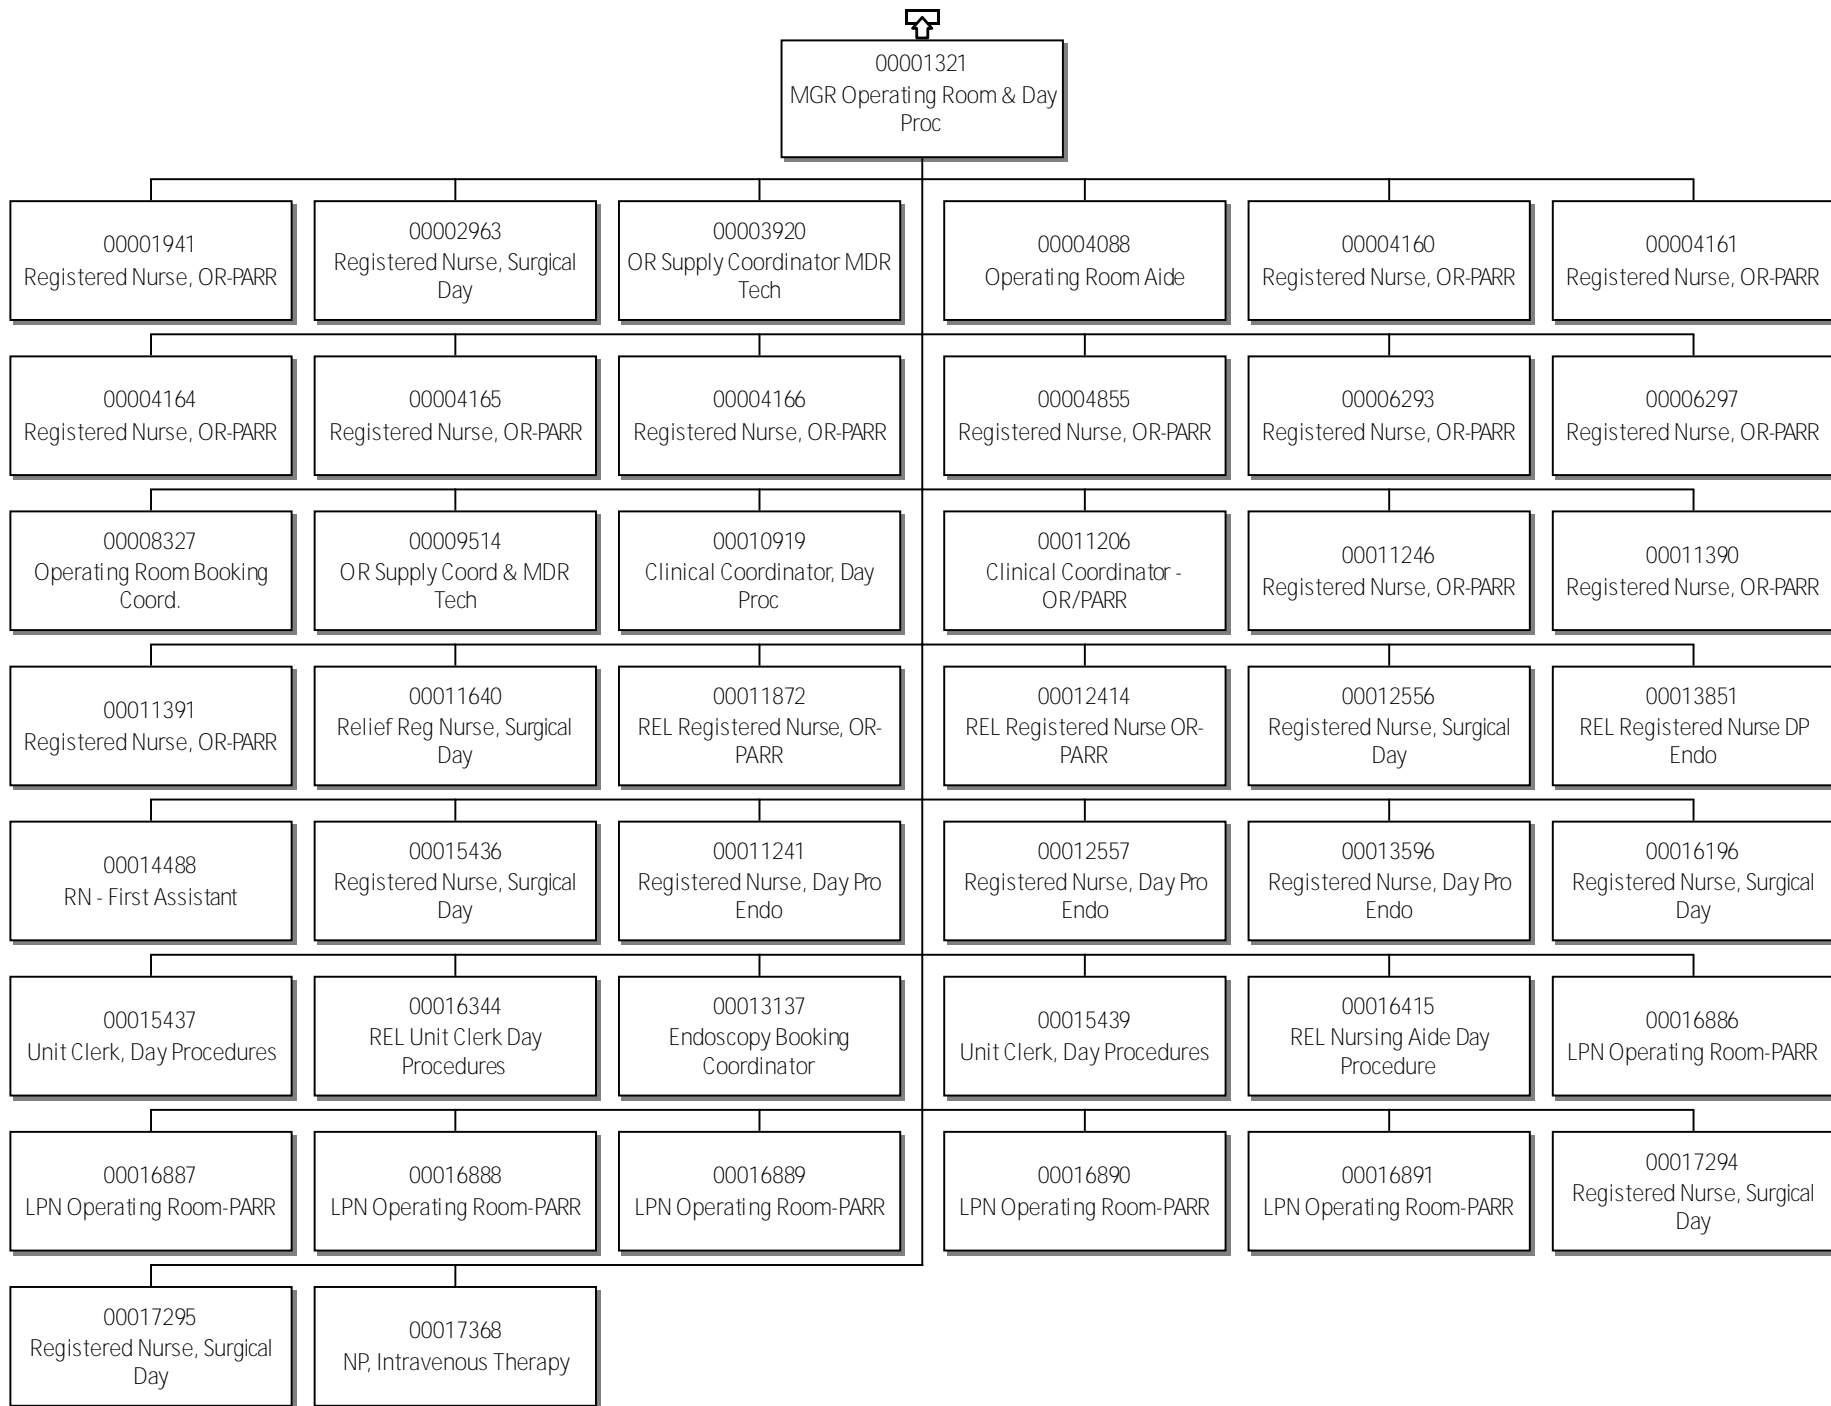 00001321
MGR Operating Room & Day
Proc
00001941
Registered Nurse, OR-PARR
00002963
Registered Nurse, Surgical
Day
00003920
OR Supply Coordinator MDR
Tech
00004088
Operating Room Aide
00004160
Registered Nurse, OR-PARR
00004161
Registered Nurse, OR-PARR
00004164
Registered Nurse, OR-PARR
00004165
Registered Nurse, OR-PARR
00004166
Registered Nurse, OR-PARR
00004855
Registered Nurse, OR-PARR
00006293
Registered Nurse, OR-PARR
00006297
Registered Nurse, OR-PARR
00008327
Operating Room Booking
Coord.
00009514
OR Supply Coord & MDR
Tech
00010919
Clinical Coordinator, Day
Proc
00011206
Clinical Coordinator -
OR/PARR
00011246
Registered Nurse, OR-PARR
00011390
Registered Nurse, OR-PARR
00011391
Registered Nurse, OR-PARR
00011640
Relief Reg Nurse, Surgical
Day
00011872
REL Registered Nurse, OR-
PARR
00012414
REL Registered Nurse OR-
PARR
00012556
Registered Nurse, Surgical
Day
00013851
REL Registered Nurse DP
Endo
00014488
RN - First Assistant
00015436
Registered Nurse, Surgical
Day
00011241
Registered Nurse, Day Pro
Endo
00012557
Registered Nurse, Day Pro
Endo
00013596
Registered Nurse, Day Pro
Endo
00016196
Registered Nurse, Surgical
Day
00015437
Unit Clerk, Day Procedures
00016344
REL Unit Clerk Day
Procedures
00013137
Endoscopy Booking
Coordinator
00015439
Unit Clerk, Day Procedures
00016415
REL Nursing Aide Day
Procedure
00016886
LPN Operating Room-PARR
00016887
LPN Operating Room-PARR
00016888
LPN Operating Room-PARR
00016889
LPN Operating Room-PARR
00016890
LPN Operating Room-PARR
00016891
LPN Operating Room-PARR
00017294
Registered Nurse, Surgical
Day
00017295
Registered Nurse, Surgical
Day
00017368
NP, Intravenous Therapy